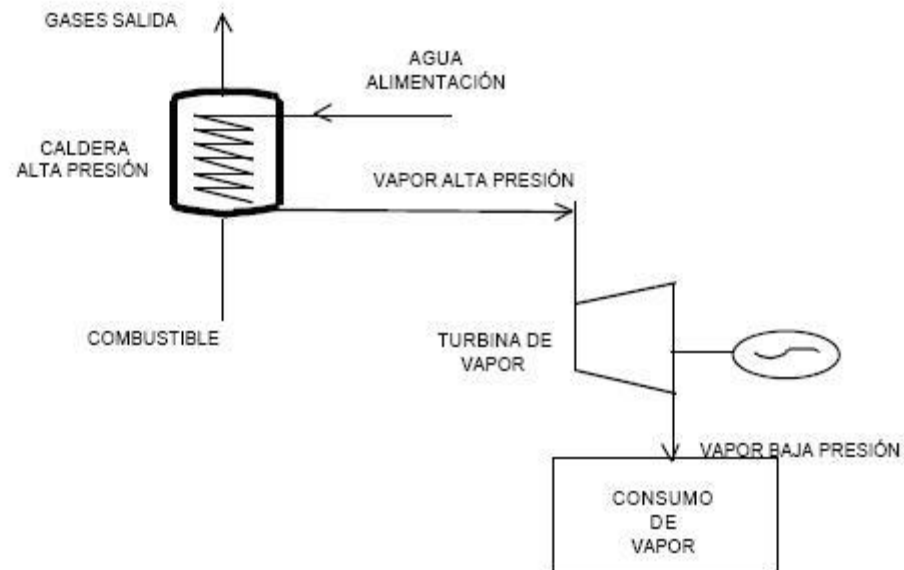 GASES SALIDA
AGUA
ALIMENTACIÓN
CALDERA
ALTA PRESIÓN
VAPOR ALTA PRESIÓN
COMBUSTIBLE
TURBINA DE
VAPOR
VAPOR BAJA PRESIÓN
CONSUMO
DE
VAPOR